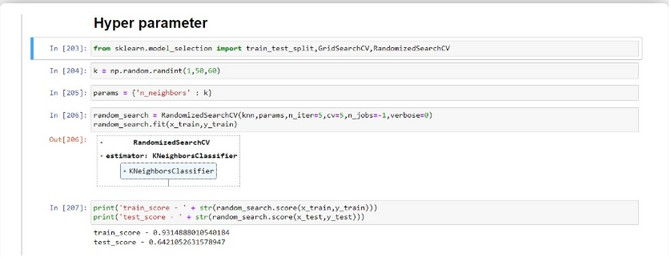 Hyper parameter
In [203]: from sklearn.model_selection import train_test_split,GridSearchCV,RandomizedSearchCV
In [204]: k = np.random.randint(1,50,60)
In [205]: params = {'n_neighbors' : k}
In [206]: random_search = RandomizedSearchCV(knn,params,n_iter=5,cv=5,n_jobs=-1,verbose=0)
random_search.fit(x_train,y_train)
Out[206]:
RandomizedSearchCV
estimator: KNeighborsClassifier
KNeighborsClassifier
In [207]: print('train_score - ' + str(random_search.score(x_train,y_train)))
print('test_score - ' + str(random_search.score(x_test,y_test)))
train_score - 0.9314888010540184
test_score - 0.6421052631578947